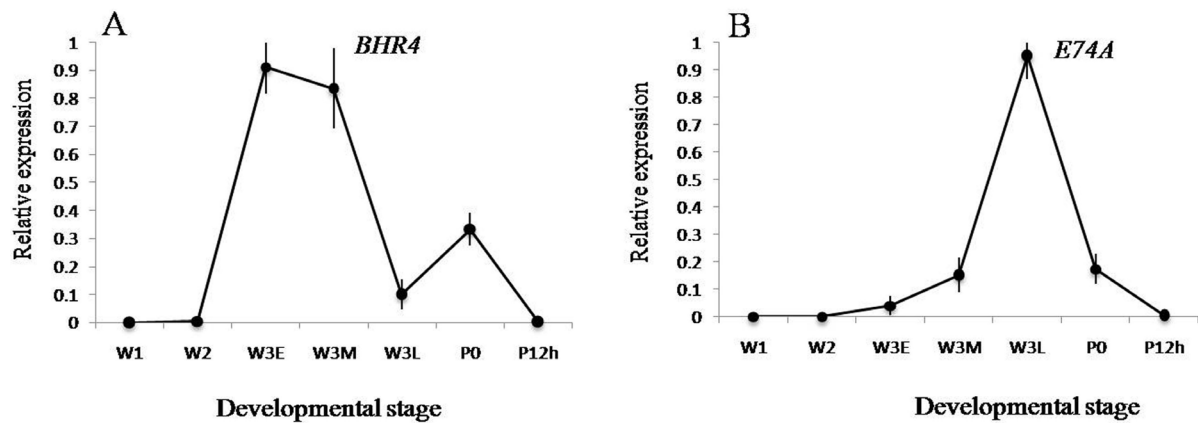 A
BHR4
Relative expression
1
0.9
0.8
0.7
0.6
0.5
0.4
0.3
0.2
0.1
0
W1 W2 W3E W3M W3L P0 P12h
Developmental stage
B
E74A
Relative expression
1
0.9
0.8
0.7
0.6
0.5
0.4
0.3
0.2
0.1
0
W1 W2 W3E W3M W3L P0 P12h
Developmental stage